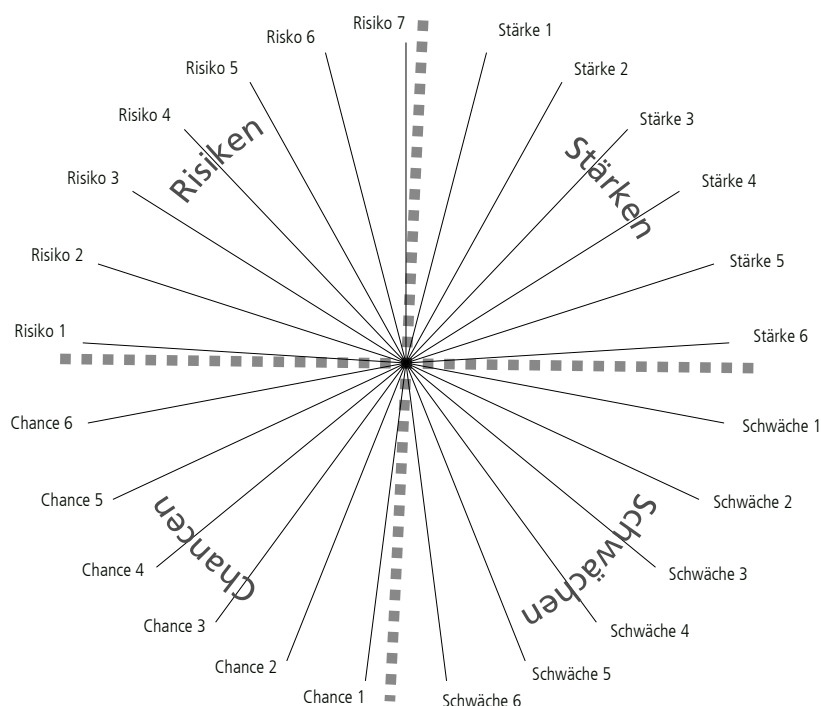 Risiko 7
Stärke 1
Risko 6
Stärke 2
Risiko 5
Stärke 3
Risiko 4
Risiken
Stärken
Risiko 3
Stärke 4
Risiko 2
Stärke 5
Risiko 1
Stärke 6
Chance 6
Schwäche 1
Chance 5
Schwäche 2
Chancen
Schwächen
Chance 4
Schwäche 3
Chance 3
Schwäche 4
Chance 2
Schwäche 5
Chance 1
Schwäche 6